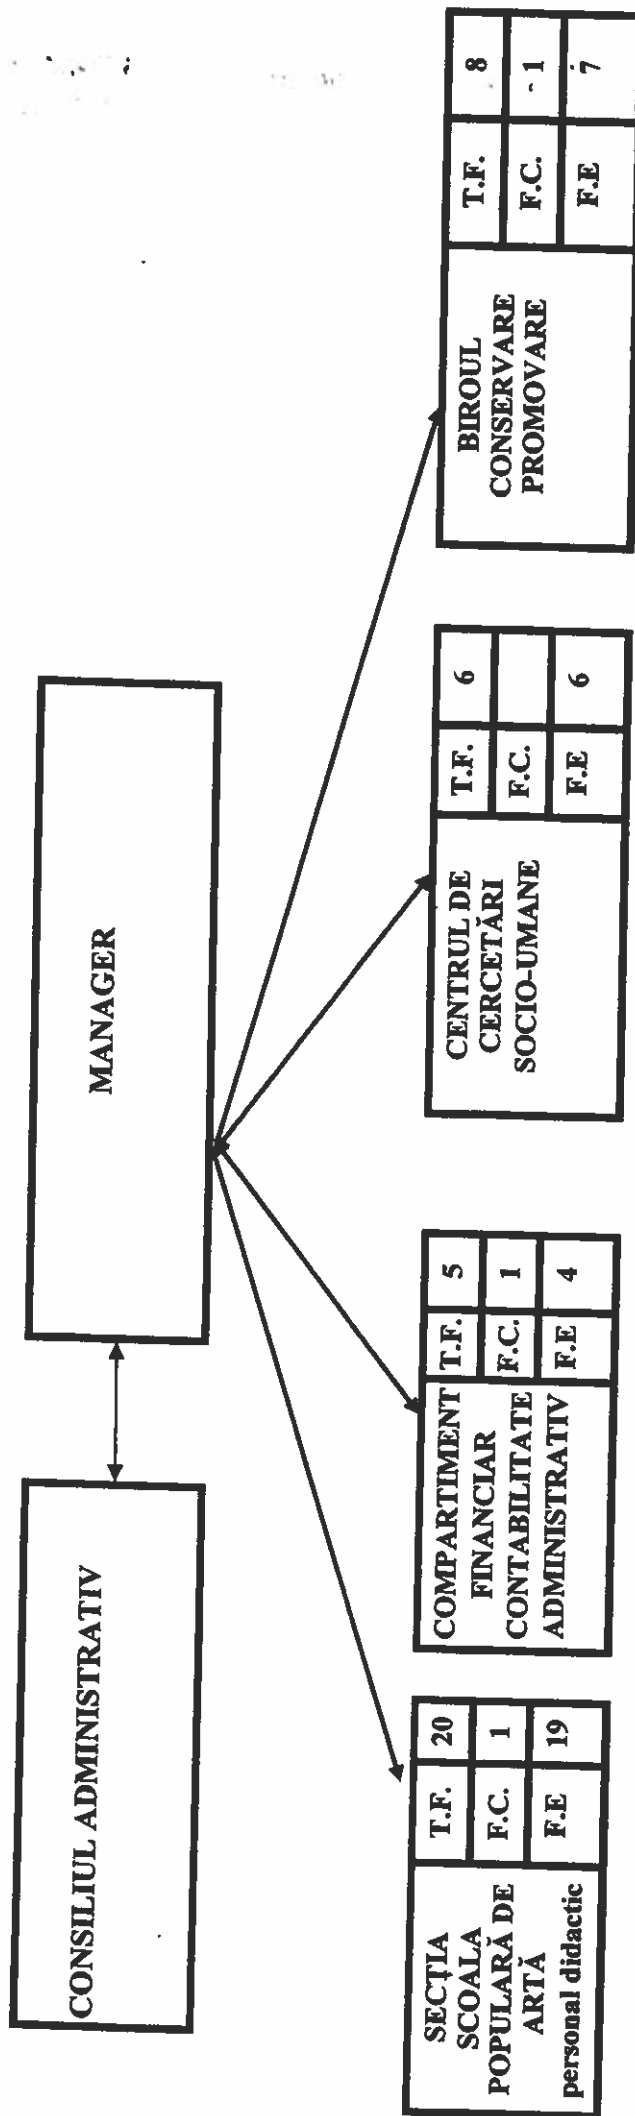 CONSILIUL ADMINISTRATIV
MANAGER
SECȚIA
SCOALA
POPULARĂ DE
ARTĂ
personal didactic
T.F. 20
F.C. 1
F.E 19
COMPARTIMENT
FINANCIAR
CONTABILITATE
ADMINISTRATIV
T.F. 5
F.C. 1
F.E 4
CENTRUL DE
CERCETĂRI
SOCIO-UMANE
T.F. 6
F.C.
F.E 6
BIROUL
CONSERVARE
PROMOVARE
T.F. 8
F.C. 1
F.E 7